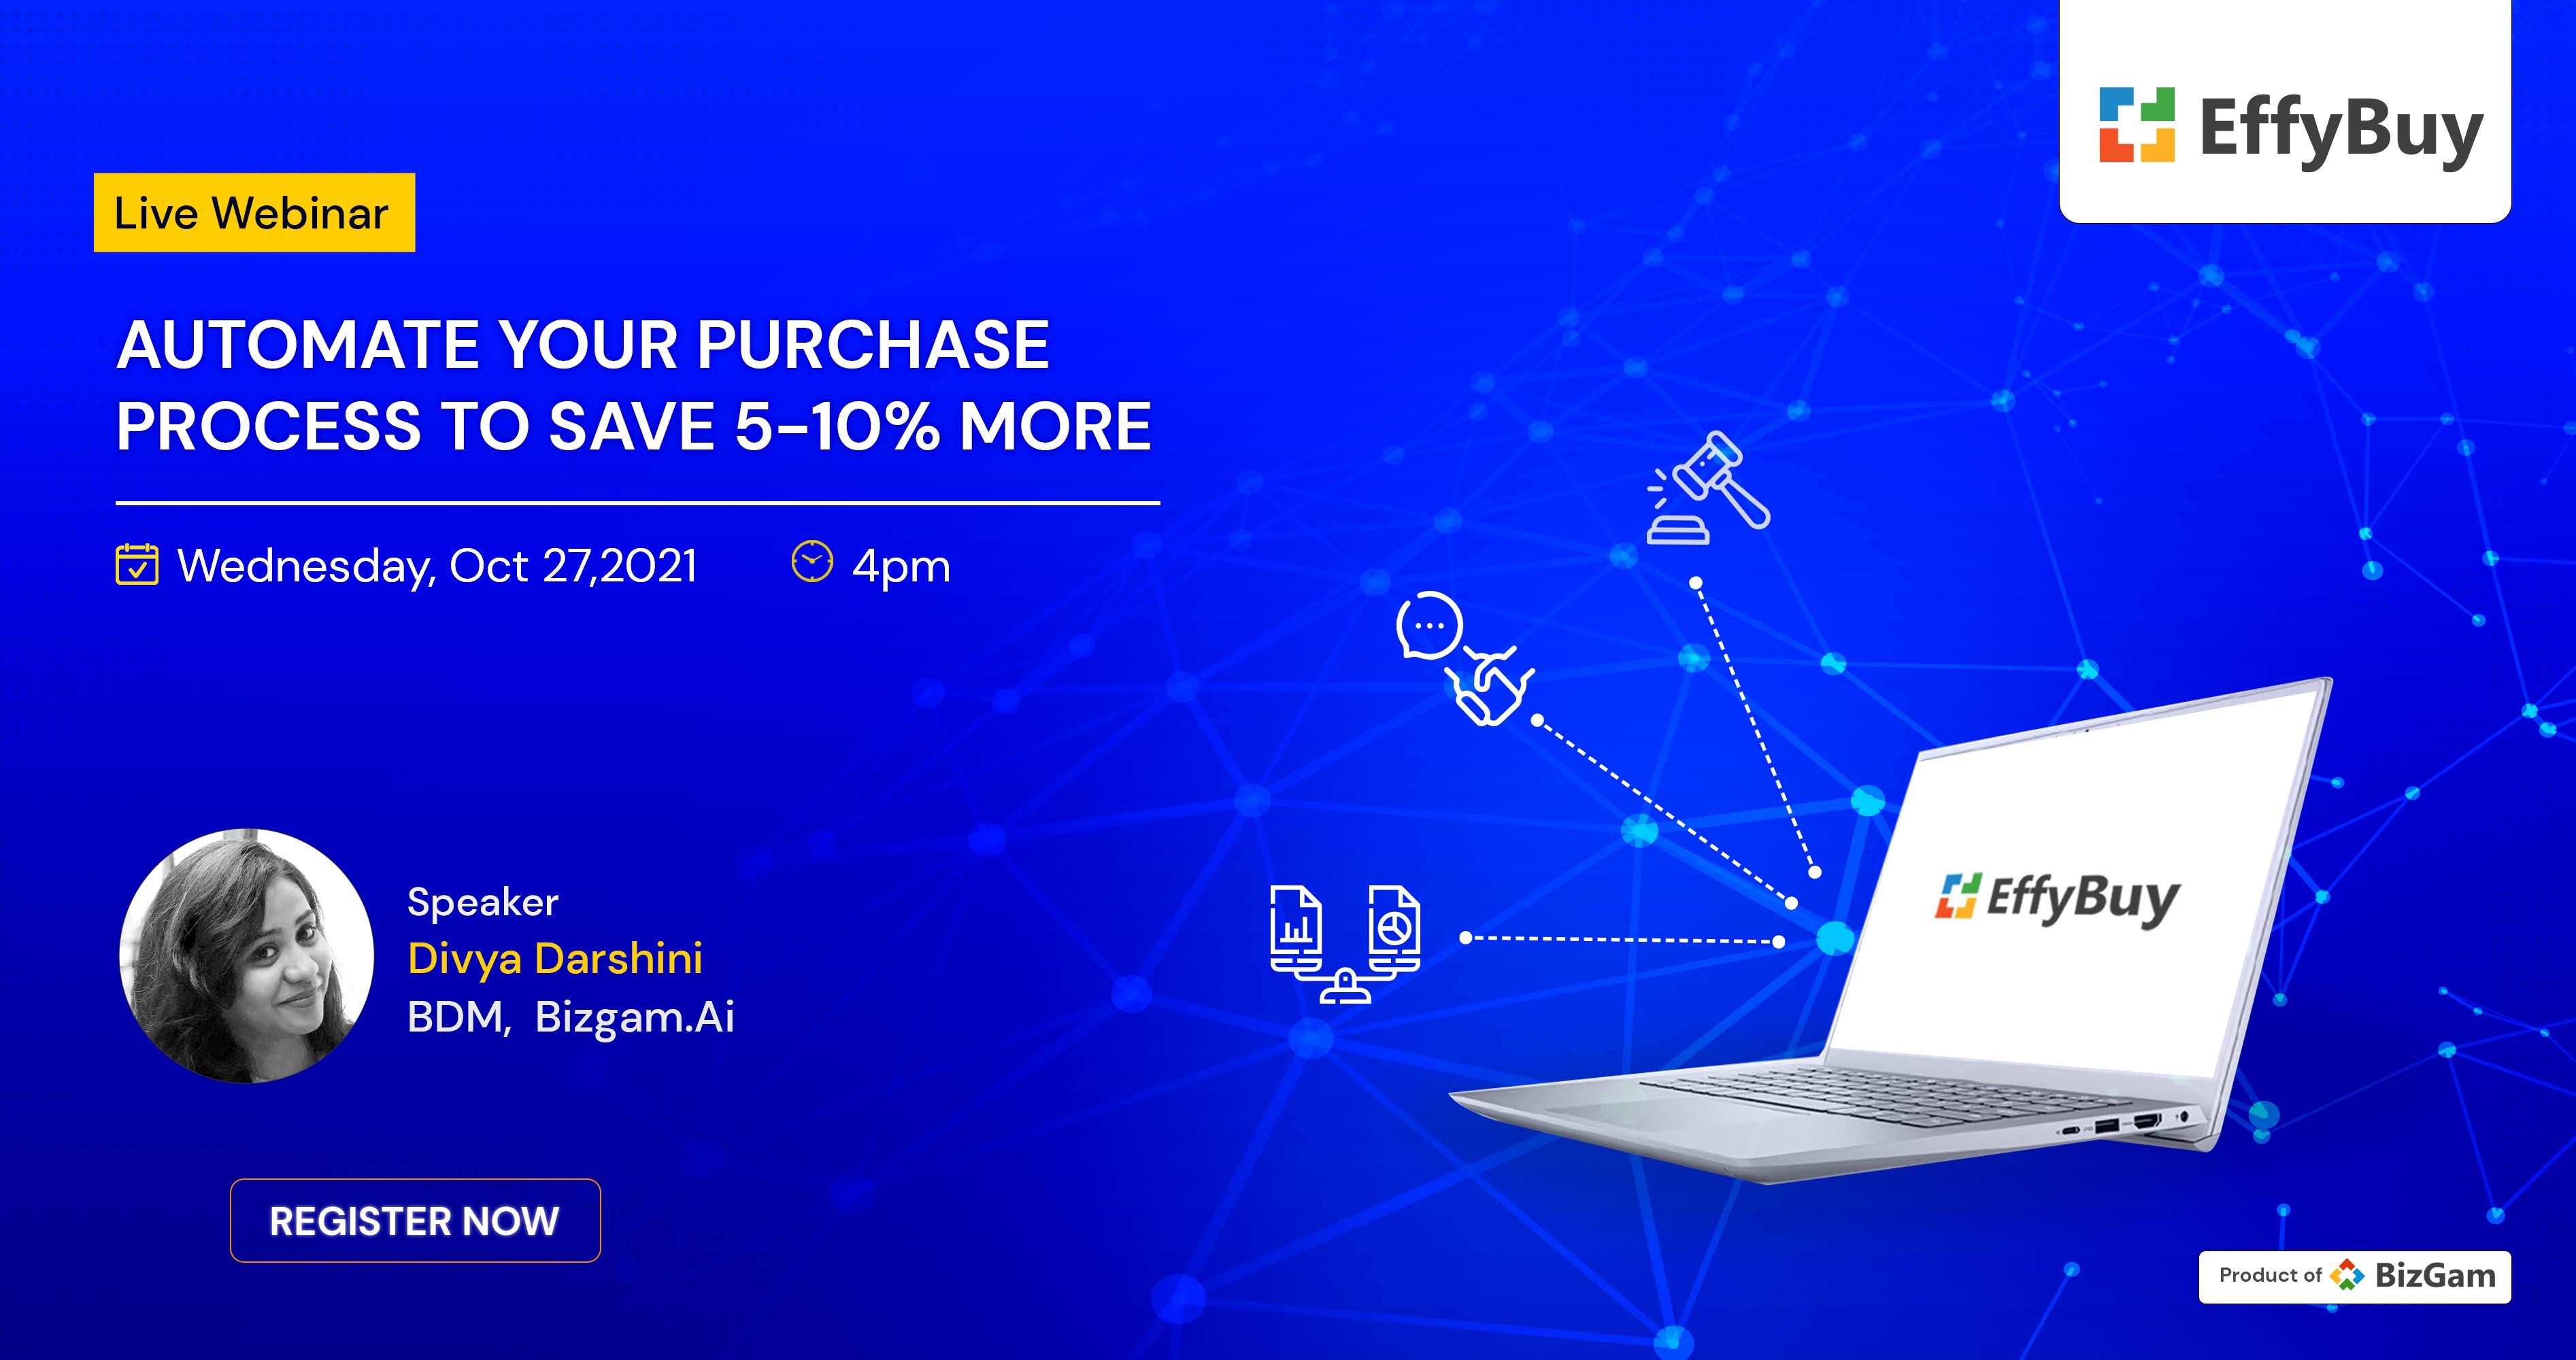 EffyBuy
Live Webinar
AUTOMATE YOUR PURCHASE
PROCESS TO SAVE 5-10% MORE
Wednesday, Oct 27,2021
4pm
EffyBuy
Speaker
Divya Darshini
BDM, Bizgam.Ai
REGISTER NOW
Product of BizGam